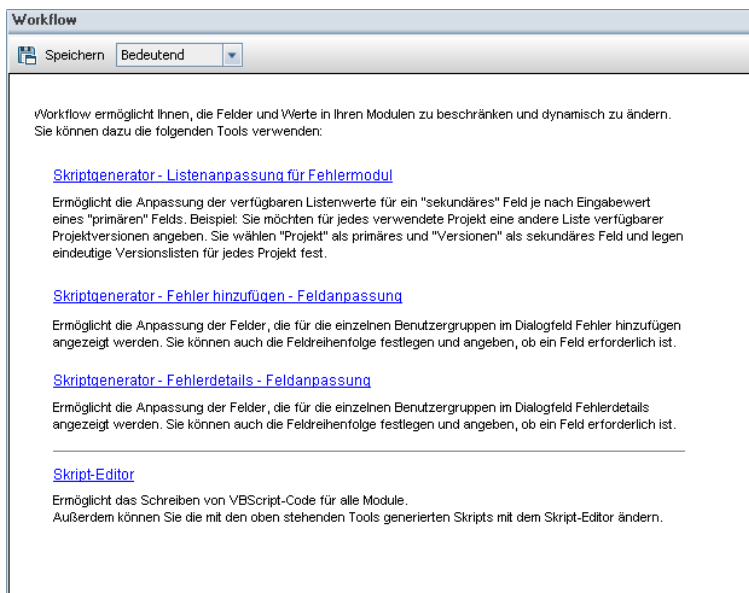 Workflow
Speichern Bedeutend
Workflow ermöglicht Ihnen, die Felder und Werte in Ihren Modulen zu beschränken und dynamisch zu ändern.
Sie können dazu die folgenden Tools verwenden:
Skriptgenerator - Listenanpassung für Fehlermodul
Ermöglicht die Anpassung der verfügbaren Listenwerte für ein "sekundäres" Feld je nach Eingabewert
eines "primären" Felds. Beispiel: Sie möchten für jedes verwendete Projekt eine andere Liste verfügbarer
Projektversionen angeben. Sie wählen "Projekt" als primäres und "Versionen" als sekundäres Feld und legen
eindeutige Versionslisten für jedes Projekt fest.
Skriptgenerator - Fehler hinzufügen - Feldanpassung
Ermöglicht die Anpassung der Felder, die für die einzelnen Benutzergruppen im Dialogfeld Fehler hinzufügen
angezeigt werden. Sie können auch die Feldreihenfolge festlegen und angeben, ob ein Feld erforderlich ist.
Skriptgenerator - Fehlerdetails - Feldanpassung
Ermöglicht die Anpassung der Felder, die für die einzelnen Benutzergruppen im Dialogfeld Fehlerdetails
angezeigt werden. Sie können auch die Feldreihenfolge festlegen und angeben, ob ein Feld erforderlich ist.
Skript-Editor
Ermöglicht das Schreiben von VBScript-Code für alle Module.
Außerdem können Sie die mit den oben stehenden Tools generierten Skripts mit dem Skript-Editor ändern.